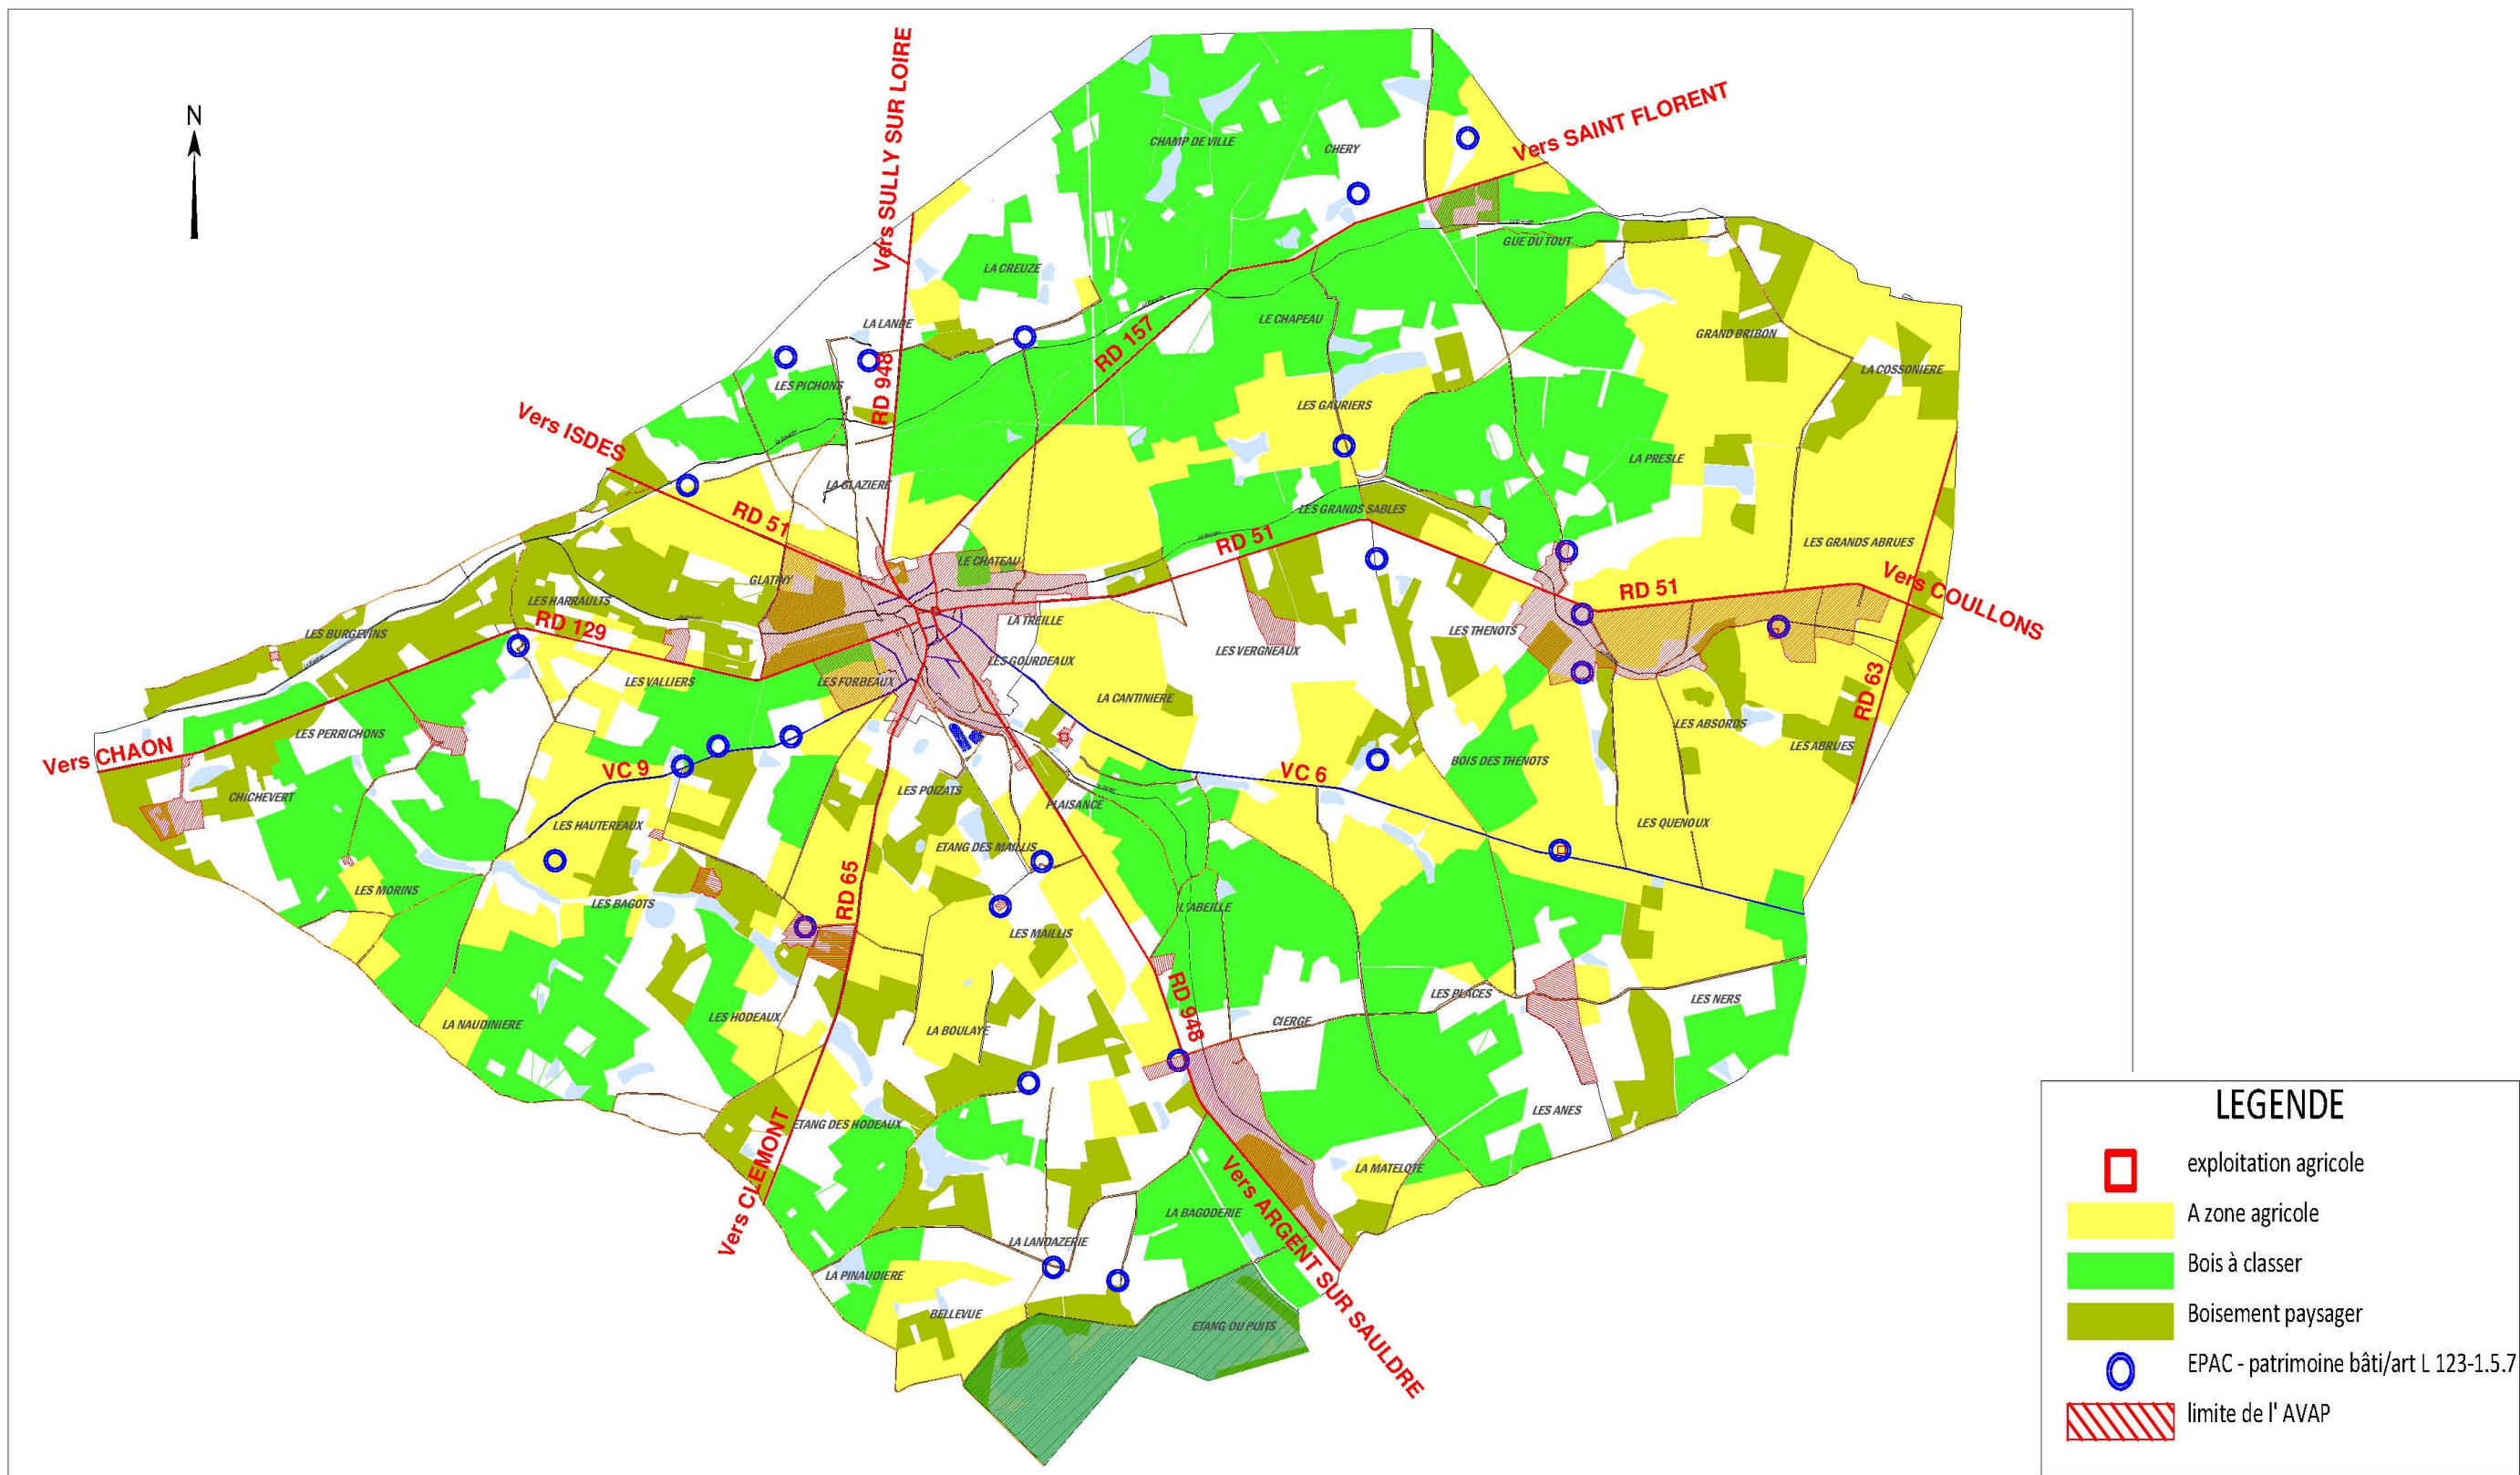 N
Vers SULLY SUR LOIRE
Vers SAINT FLORENT
CHAMP DE VILLE
CHERY
GUE DU TOUT
LA CREUZE
LA LANDE
LE CHAPEAU
RD 157
GRAND BRIBON
LA COSSONIERE
LES PICHONS
RD 948
LES GAURIERS
Vers ISDES
LA PRESLE
LA GLAZIERE
RD 51
LES GRANDS SABLES
RD 51
LES GRANDS ABRUES
LE CHATEAU
GLATINY
Vers COULLONS
RD 51
LES HARRAULTS
RD 129
LES BURGEVINS
LA TREILLE
LES THENOTS
LES VERGNEAUX
LES GOURDEAUX
LES VALLIERS
LES FORBEAUX
LA CANTINIERE
RD 63
LES ABSORDS
LES PERRICHONS
LES ABRUES
Vers CHAON
VC 9
VC 6
BOIS DES THENOTS
CHICHEVERT
LES POIZATS
PLAISANCE
LES HAUTEREAUX
LES QUENOUX
ETANG DES MAILLIS
RD 65
LES MORINS
LES BAGOTS
L'ABEILLE
LES MAILLIS
RD 948
LES PLACES
LES NERS
LES HODEAUX
CIERGE
LA NAUDINIERE
LA BOULAYE
LES ANES
ETANG DES HODEAUX
Vers CLEMONT
LA MATELOTE
Vers ARGENT SUR SAULDRE
LA BAGODERIE
LA LANDAZERIE
LA PINAUDIERE
BELLEVUE
ETANG OU PUITS
LEGENDE
exploitation agricole
A zone agricole
Bois à classer
Boisement paysager
EPAC - patrimoine bâti/art L 123-1.5.7
limite de l' AVAP